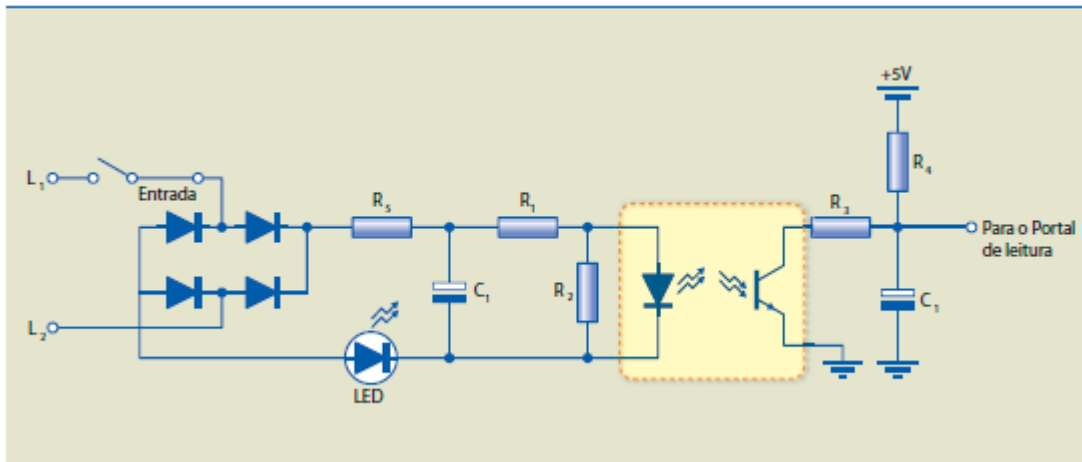 +5V
R₄
L₁
Entrada
R₅
R₁
R₃
Para o Portal
de leitura
C₁
R₂
C₁
L₂
LED